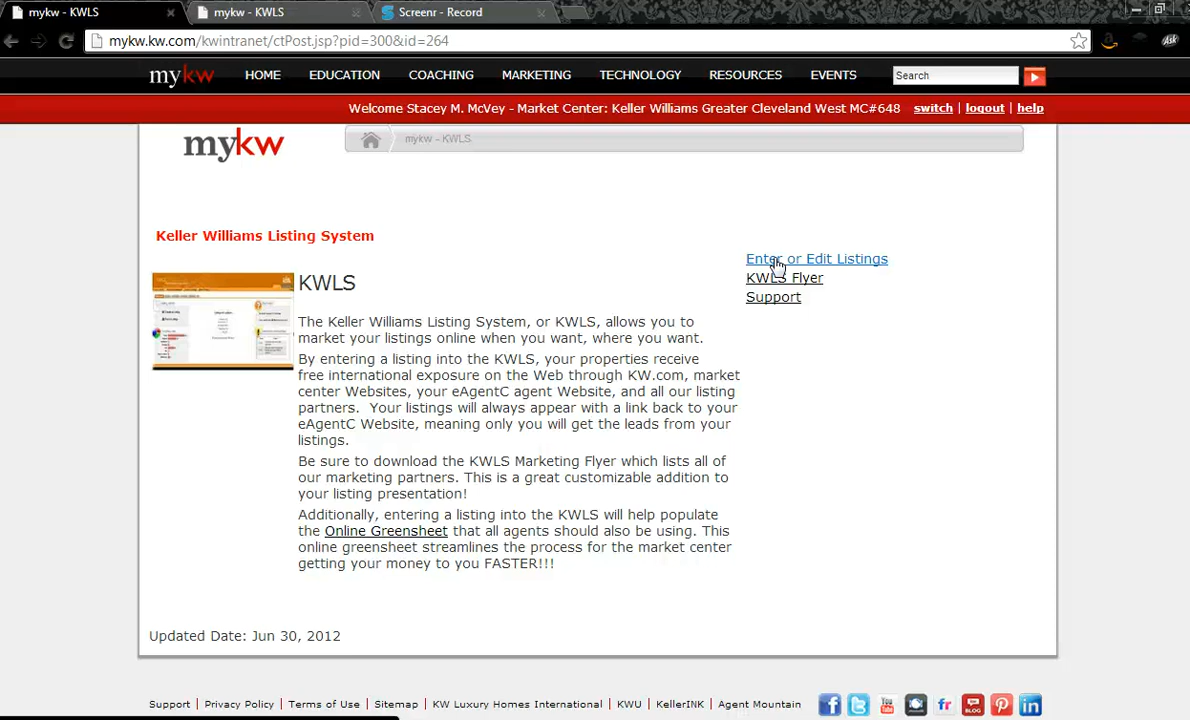 mykw - KWLS
mykw - KWLS
Screenr - Record
mykw.kw.com/kwintranet/ctPost.jsp?pid=300&id=264
Ask
mykw HOME EDUCATION COACHING MARKETING TECHNOLOGY RESOURCES EVENTS Search
Welcome Stacey M. McVey - Market Center: Keller Williams Greater Cleveland West MC#648 switch | logout | help
mykw
mykw - KWLS
Keller Williams Listing System
Enter or Edit Listings
KWLS Flyer
Support
KWLS
The Keller Williams Listing System, or KWLS, allows you to
market your listings online when you want, where you want.
By entering a listing into the KWLS, your properties receive
free international exposure on the Web through KW.com, market
center Websites, your eAgentC agent Website, and all our listing
partners. Your listings will always appear with a link back to your
eAgentC Website, meaning only you will get the leads from your
listings.
Be sure to download the KWLS Marketing Flyer which lists all of
our marketing partners. This is a great customizable addition to
your listing presentation!
Additionally, entering a listing into the KWLS will help populate
the Online Greensheet that all agents should also be using. This
online greensheet streamlines the process for the market center
getting your money to you FASTER!!!
Updated Date: Jun 30, 2012
Support | Privacy Policy | Terms of Use | Sitemap | KW Luxury Homes International | KWU | KellerINK | Agent Mountain